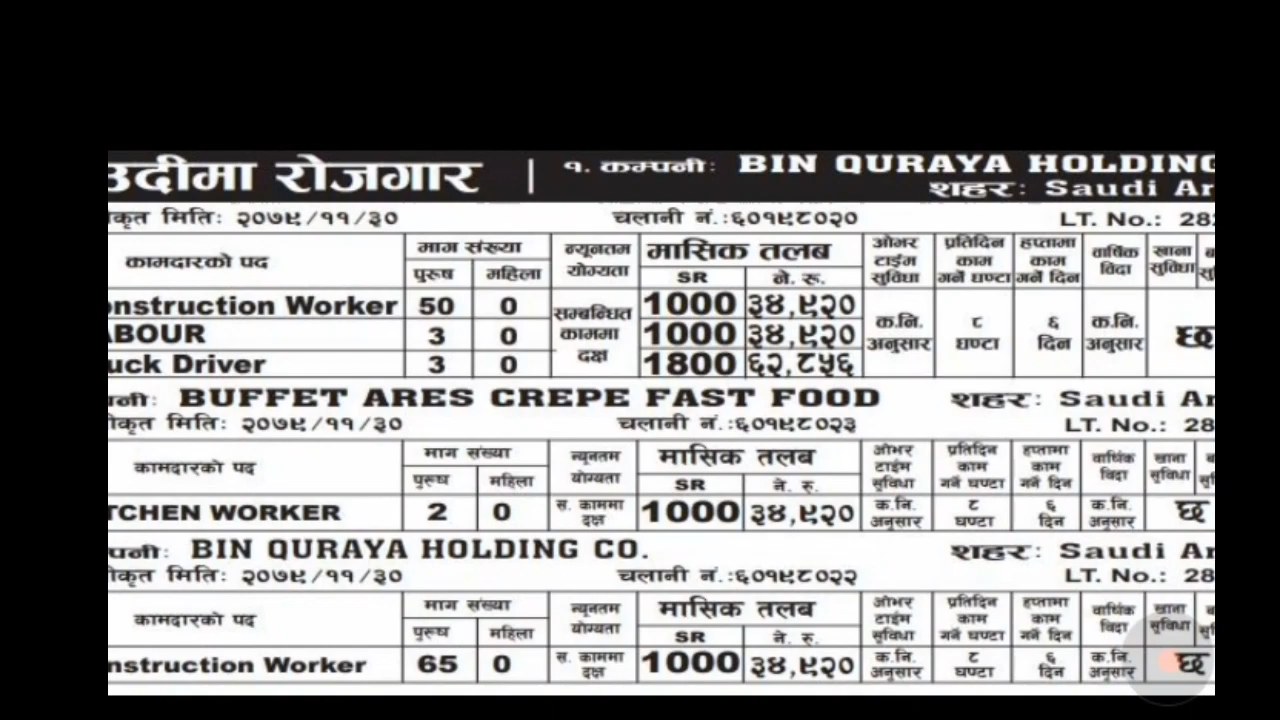 उदीमा रोजगार | १. कम्पनीः BIN QURAYA HOLDING
शहरः Saudi Ar
कृत मितिः २०७९/११/३० चलानी नं.:६०१९८०२० LT. No.: 28
कामदारको पद माग संख्या न्यूनतम योग्यता मासिक तलब ओभर टाईम सुविधा प्रतिदिन काम गर्ने घण्टा हप्तामा काम गर्ने दिन वार्षिक विदा खाना सुविधा
पुरूष महिला SR ने. रू.
nstruction Worker 50 0 सम्बन्धित काममा दक्ष 1000 ३४,९२० क.नि. अनुसार ८ घण्टा ६ दिन क.नि. अनुसार छ
ABOUR 3 0 1000 ३४,९२०
uck Driver 3 0 1800 ६२,८५६
नीः BUFFET ARES CREPE FAST FOOD शहरः Saudi Ar
ीकृत मितिः २०७९/११/३० चलानी नं.:६०१९८०२३ LT. No.: 28
कामदारको पद माग संख्या न्यूनतम योग्यता मासिक तलब ओभर टाईम सुविधा प्रतिदिन काम गर्ने घण्टा हप्तामा काम गर्ने दिन वार्षिक विदा खाना सुविधा
पुरूष महिला SR ने. रु.
TCHEN WORKER 2 0 स. काममा दक्ष 1000 ३४,९२० क.नि. अनुसार ८ घण्टा ६ दिन क.नि. अनुसार छ
पनीः BIN QURAYA HOLDING CO. शहरः Saudi Ar
ीकृत मितिः २०७९/११/३० चलानी नं.:६०१९८०२२ LT. No.: 28
कामदारको पद माग संख्या न्यूनतम योग्यता मासिक तलब ओभर टाईम सुविधा प्रतिदिन काम गर्ने घण्टा हप्तामा काम गर्ने दिन वार्षिक विदा खाना सुविधा
पुरूष महिला SR ने. रु.
nstruction Worker 65 0 स. काममा दक्ष 1000 ३४,९२० क.नि. अनुसार ८ घण्टा ६ दिन क.नि. अनुसार छ